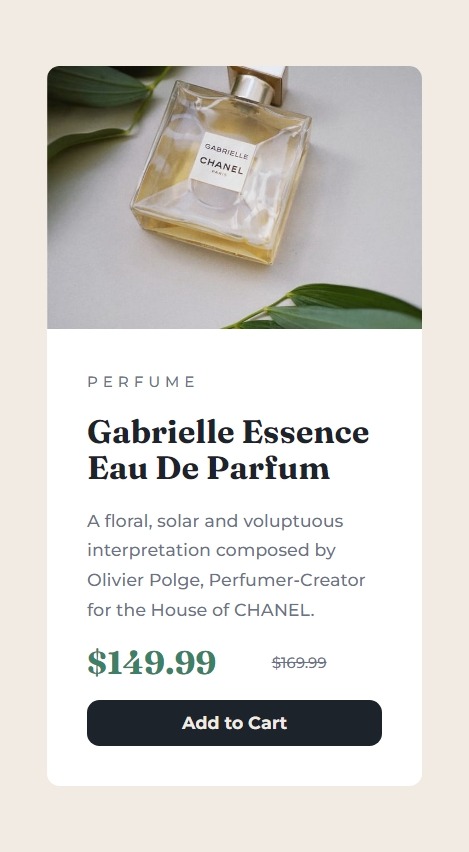 GABRIELLE
CHANEL
PARIS
PERFUME
Gabrielle Essence
Eau De Parfum
A floral, solar and voluptuous
interpretation composed by
Olivier Polge, Perfumer-Creator
for the House of CHANEL.
$149.99 $169.99
Add to Cart